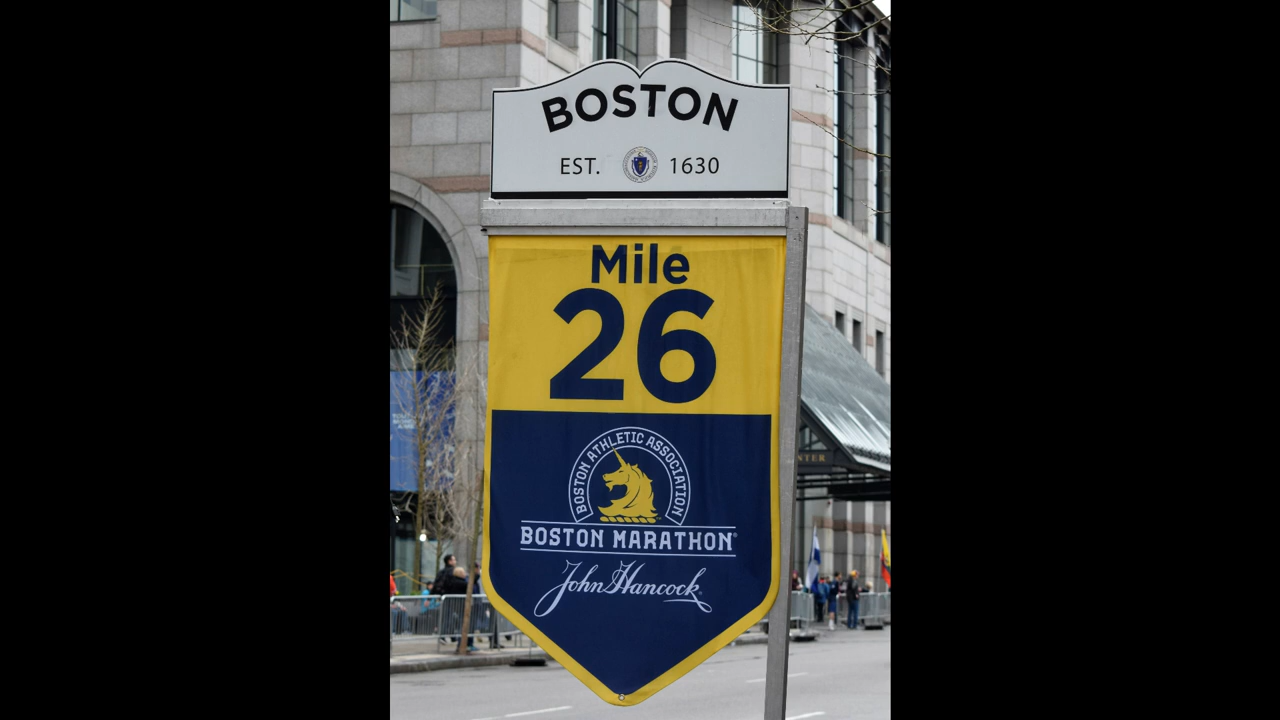 BOSTON
EST. 1630
Mile
26
BOSTON ATHLETIC ASSOCIATION
BOSTON MARATHON®
John Hancock®